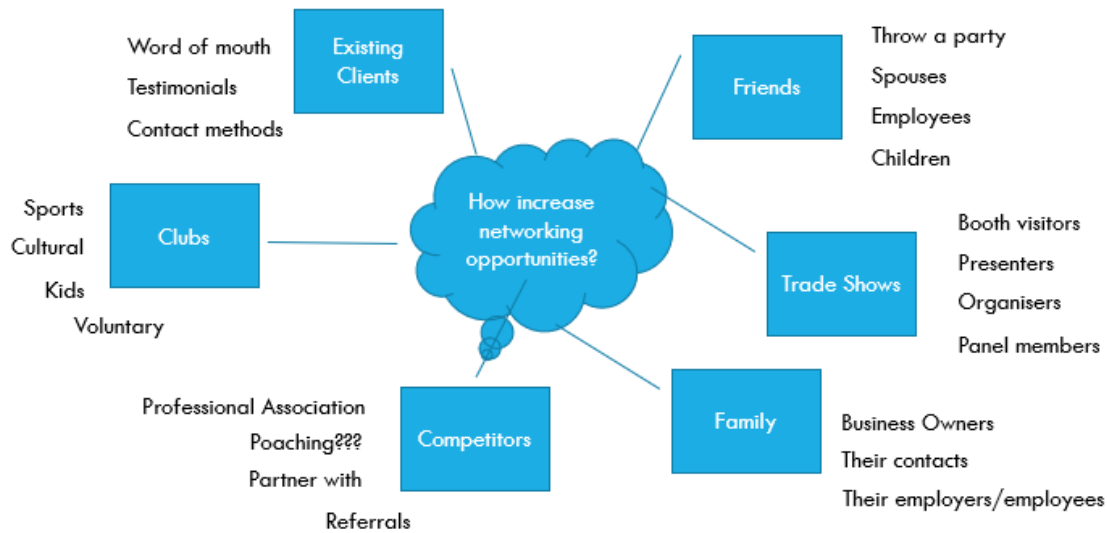 Word of mouth
Testimonials
Contact methods
Existing
Clients
Friends
Throw a party
Spouses
Employees
Children
How increase
networking
opportunities?
Sports
Cultural
Kids
Voluntary
Clubs
Trade Shows
Booth visitors
Presenters
Organisers
Panel members
Professional Association
Poaching???
Partner with
Referrals
Competitors
Family
Business Owners
Their contacts
Their employers/employees